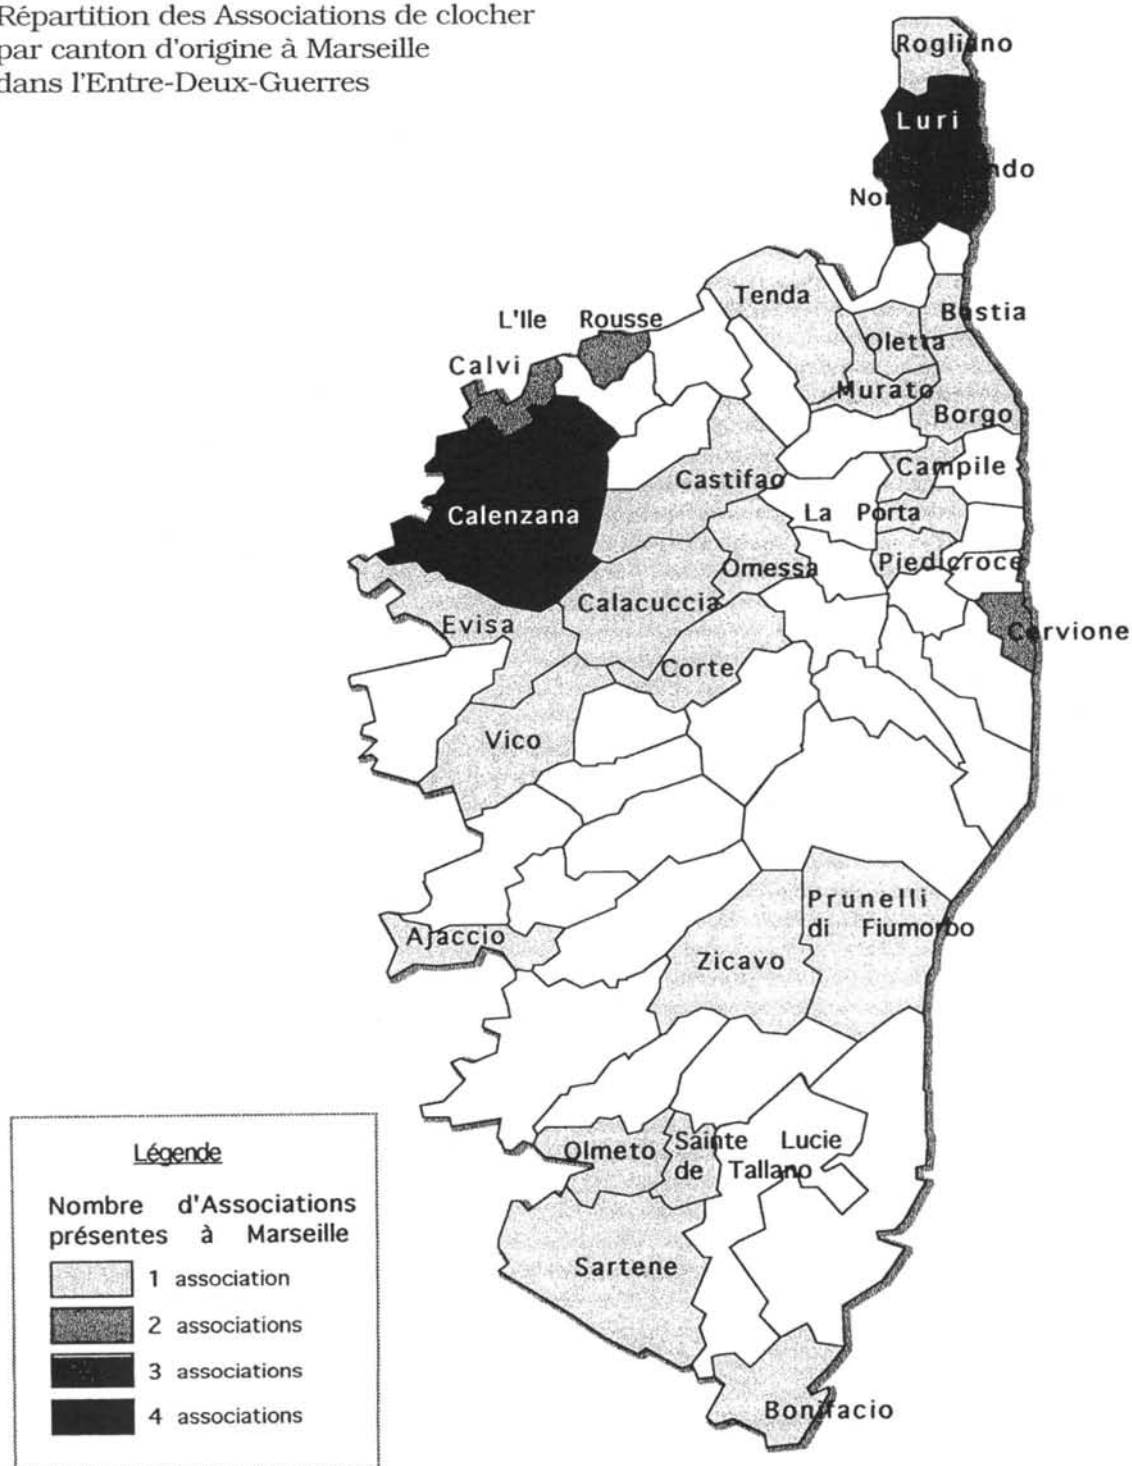 Répartition des Associations de clocher
par canton d'origine à Marseille
dans l'Entre-Deux-Guerres
Rogliano
Luri
ndo
No
Tenda
Bastia
L'Ile Rousse
Oletta
Calvi
Murato
Borgo
Campile
Castifao
Calenzana
La Porta
Omessa
Piedicroce
Calacuccia
Evisa
Cervione
Corte
Vico
Prunelli
di Fiumorbo
Ajaccio
Zicavo
Olmeto
Sainte Lucie
de Tallano
Sartene
Bonifacio
Légende
Nombre d'Associations
présentes à Marseille
1 association
2 associations
3 associations
4 associations